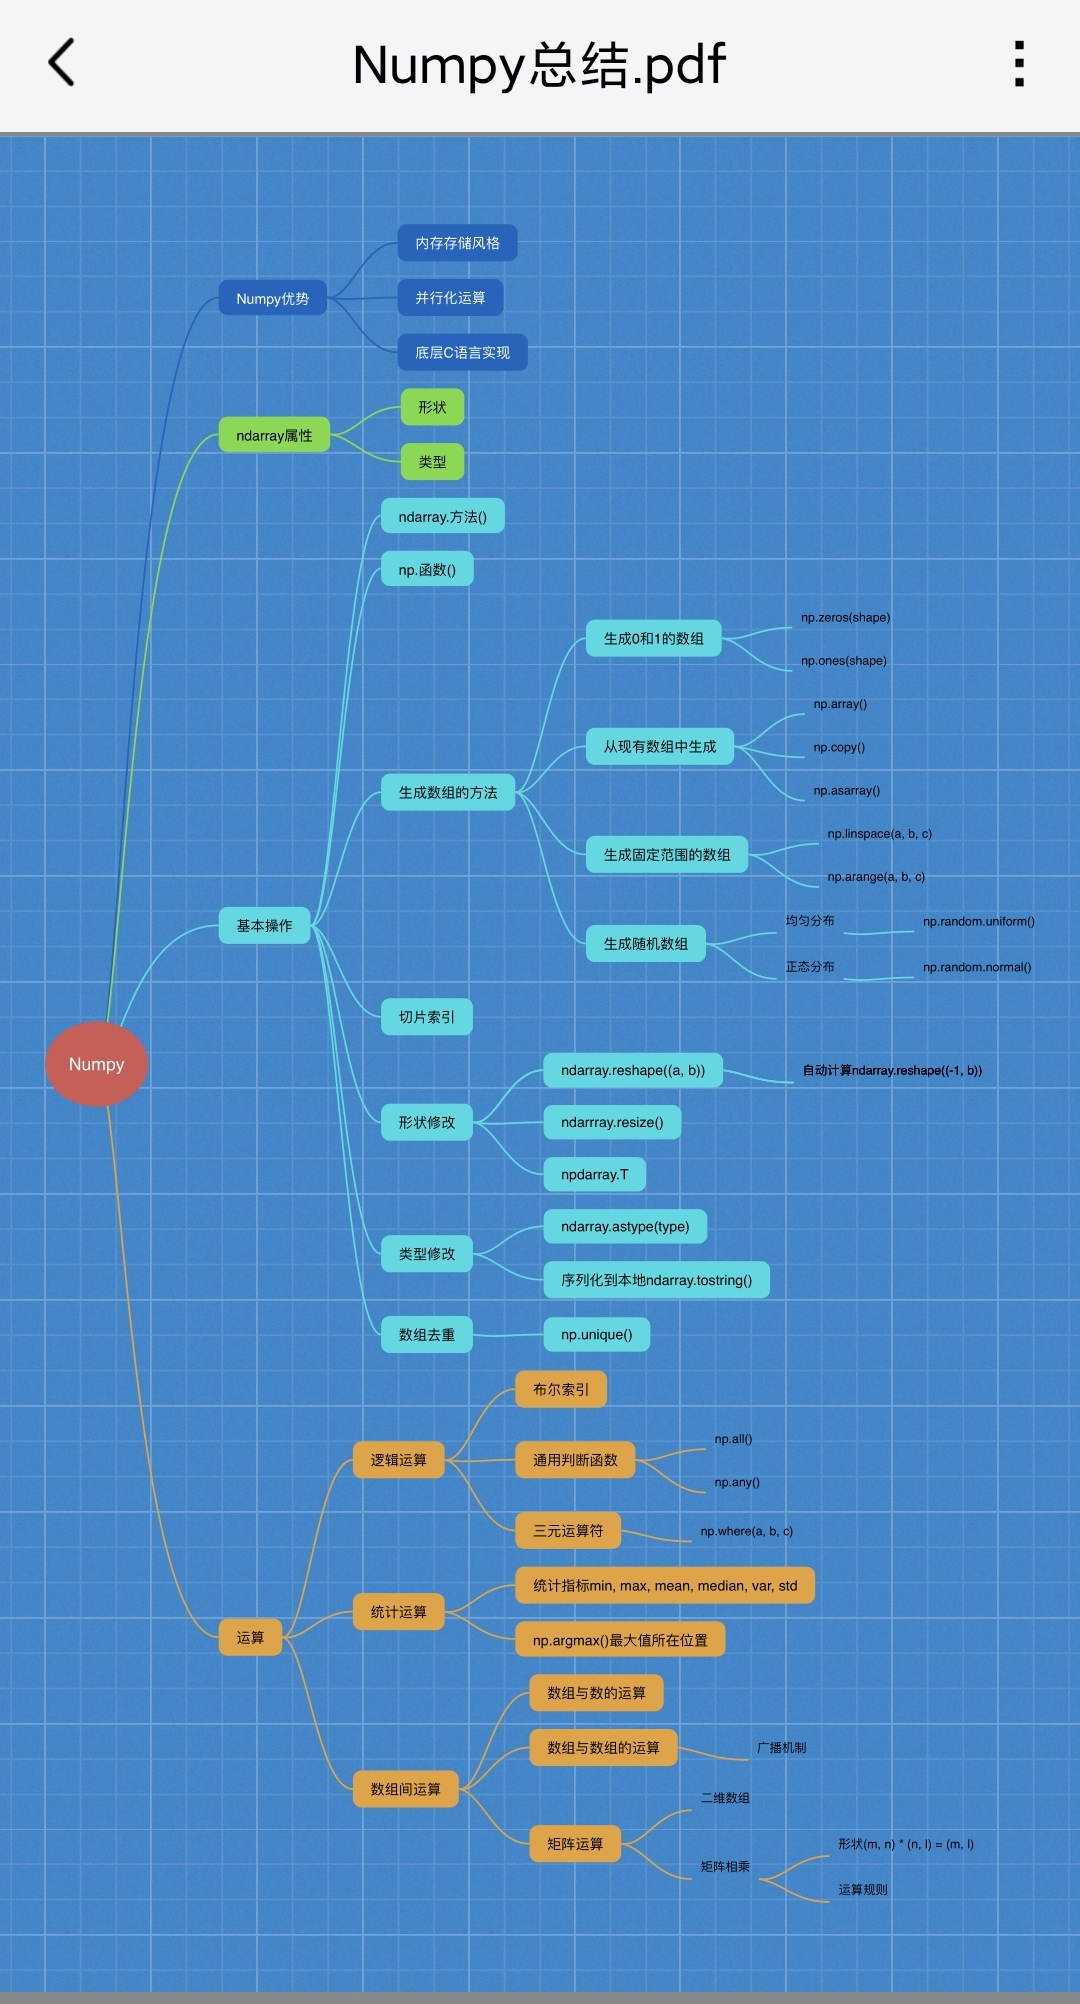 Numpy总结.pdf
Numpy
Numpy优势
内存存储风格
并行化运算
底层C语言实现
ndarray属性
形状
类型
基本操作
ndarray.方法()
np.函数()
生成数组的方法
生成0和1的数组
np.zeros(shape)
np.ones(shape)
从现有数组中生成
np.array()
np.copy()
np.asarray()
生成固定范围的数组
np.linspace(a, b, c)
np.arange(a, b, c)
生成随机数组
均匀分布
np.random.uniform()
正态分布
np.random.normal()
切片索引
形状修改
ndarray.reshape((a, b))
自动计算ndarray.reshape((-1, b))
ndarrray.resize()
npdarray.T
类型修改
ndarray.astype(type)
序列化到本地ndarray.tostring()
数组去重
np.unique()
运算
逻辑运算
布尔索引
通用判断函数
np.all()
np.any()
三元运算符
np.where(a, b, c)
统计运算
统计指标min, max, mean, median, var, std
np.argmax()最大值所在位置
数组间运算
数组与数的运算
数组与数组的运算
广播机制
矩阵运算
二维数组
矩阵相乘
形状(m, n) * (n, l) = (m, l)
运算规则